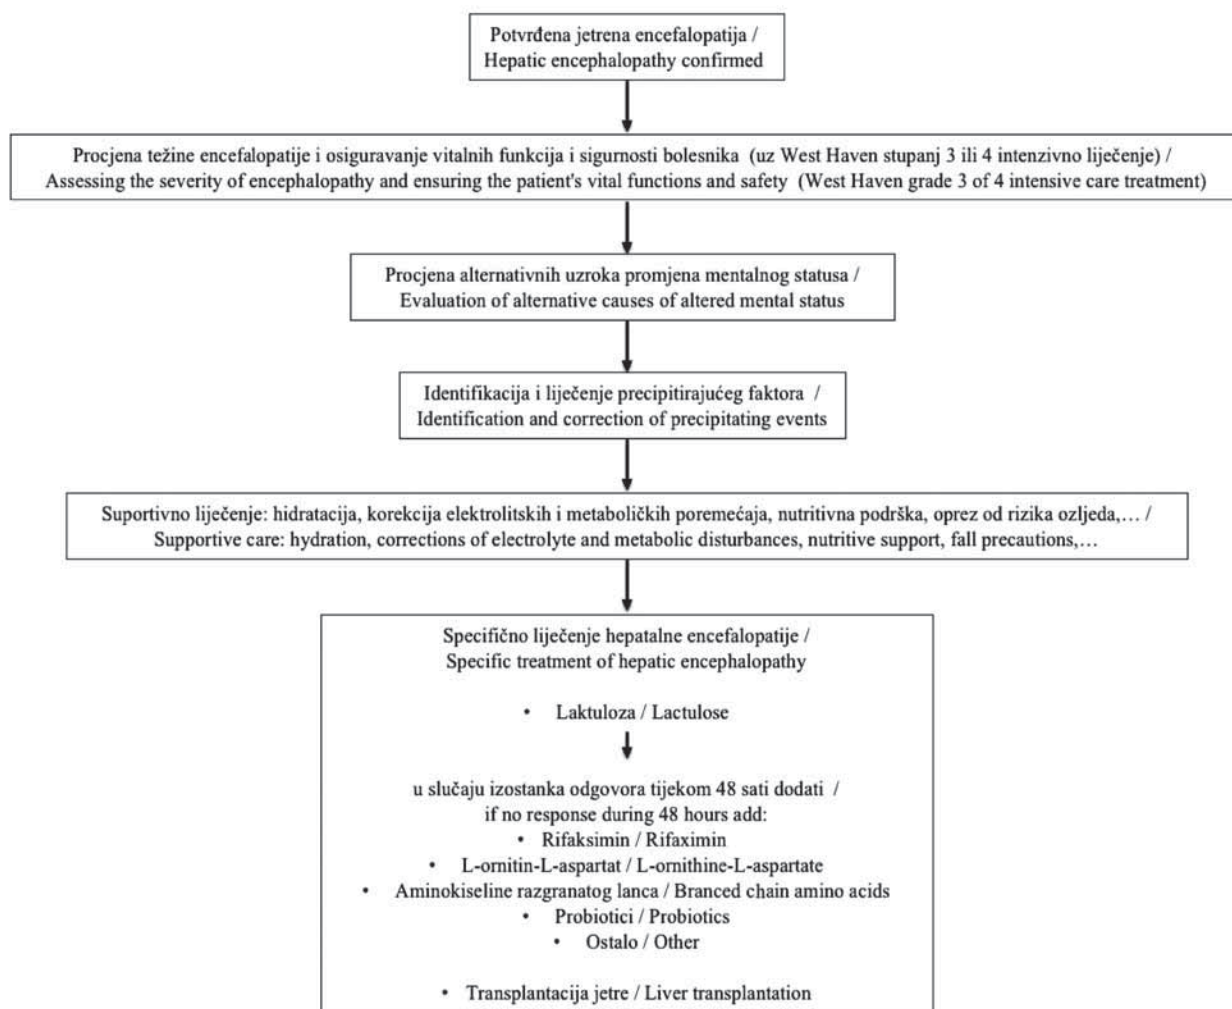 Potvrđena jetrena encefalopatija /
Hepatic encephalopathy confirmed
Procjena težine encefalopatije i osiguravanje vitalnih funkcija i sigurnosti bolesnika (uz West Haven stupanj 3 ili 4 intenzivno liječenje) /
Assessing the severity of encephalopathy and ensuring the patient's vital functions and safety (West Haven grade 3 of 4 intensive care treatment)
Procjena alternativnih uzroka promjena mentalnog statusa /
Evaluation of alternative causes of altered mental status
Identifikacija i liječenje precipitirajućeg faktora /
Identification and correction of precipitating events
Suportivno liječenje: hidratacija, korekcija elektrolitskih i metaboličkih poremećaja, nutritivna podrška, oprez od rizika ozljeda,... /
Supportive care: hydration, corrections of electrolyte and metabolic disturbances, nutritive support, fall precautions,...
Specifično liječenje hepatalne encefalopatije /
Specific treatment of hepatic encephalopathy
• Laktuloza / Lactulose
u slučaju izostanka odgovora tijekom 48 sati dodati /
if no response during 48 hours add:
• Rifaksimin / Rifaximin
• L-ornitin-L-aspartat / L-ornithine-L-aspartate
• Aminokiseline razgranatog lanca / Branced chain amino acids
• Probiotici / Probiotics
• Ostalo / Other
• Transplantacija jetre / Liver transplantation